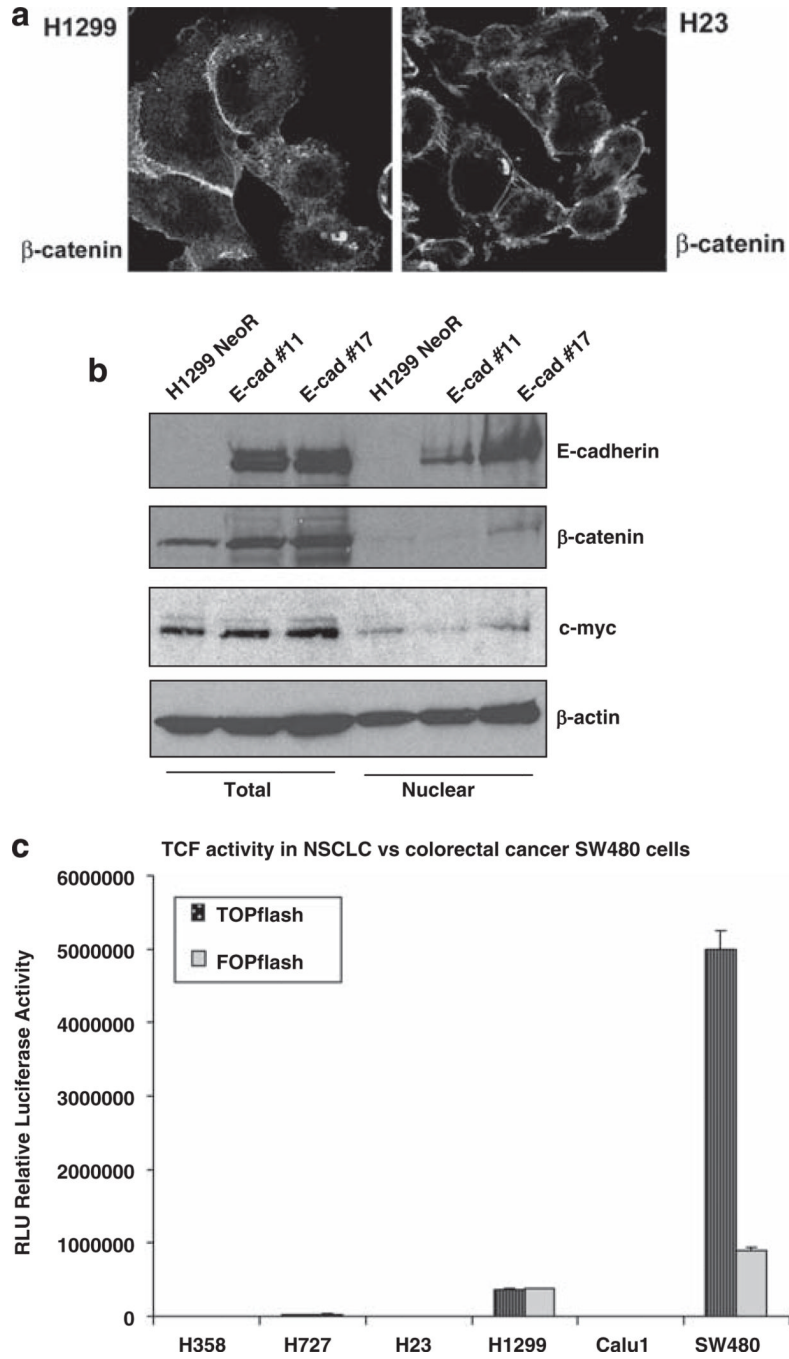 a
H1299
H23
β-catenin
β-catenin
b
H1299 NeoR
E-cad #11
E-cad #17
H1299 NeoR
E-cad #11
E-cad #17
E-cadherin
β-catenin
c-myc
β-actin
Total
Nuclear
c
TCF activity in NSCLC vs colorectal cancer SW480 cells
RLU Relative Luciferase Activity
6000000
5000000
4000000
3000000
2000000
1000000
0
TOPflash
FOPflash
H358
H727
H23
H1299
Calu1
SW480